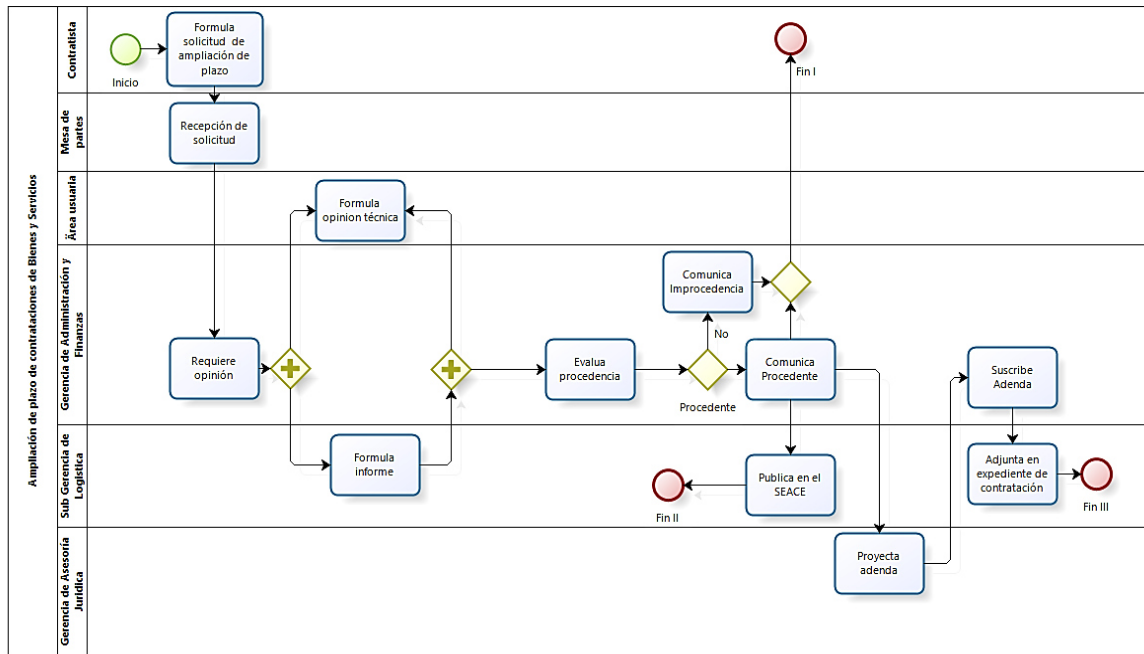 Ampliación de plazo de contrataciones de Bienes y Servicios
Contratista
Inicio
Formula
solicitud de
ampliación de
plazo
Fin I
Mesa de
partes
Recepción de
solicitud
Ärea usuaria
Formula
opinion técnica
Gerencia de Administración y
Finanzas
Requiere
opinión
Evalua
procedencia
Procedente
No
Comunica
Improcedencia
Comunica
Procedente
Suscribe
Adenda
Sub Gerencia de
Logística
Formula
informe
Fin II
Publica en el
SEACE
Adjunta en
expediente de
contratación
Fin III
Gerencia de Asesoría
Jurídica
Proyecta
adenda